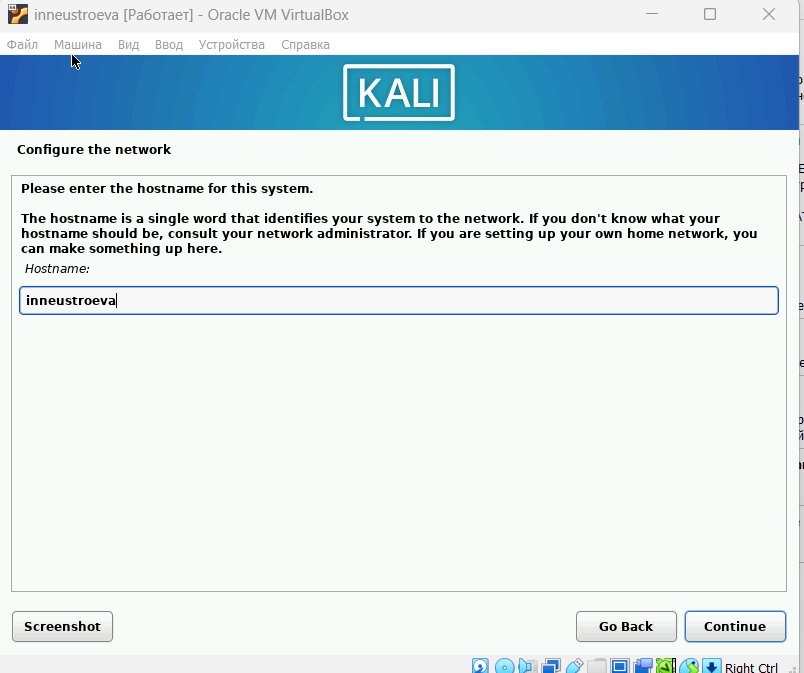 inneustroeva [Работает] - Oracle VM VirtualBox
Файл Машина Вид Ввод Устройства Справка
KALI
Configure the network
Please enter the hostname for this system.
The hostname is a single word that identifies your system to the network. If you don't know what your
hostname should be, consult your network administrator. If you are setting up your own home network, you
can make something up here.
Hostname:
inneustroeva
Screenshot Go Back Continue
Right Ctrl